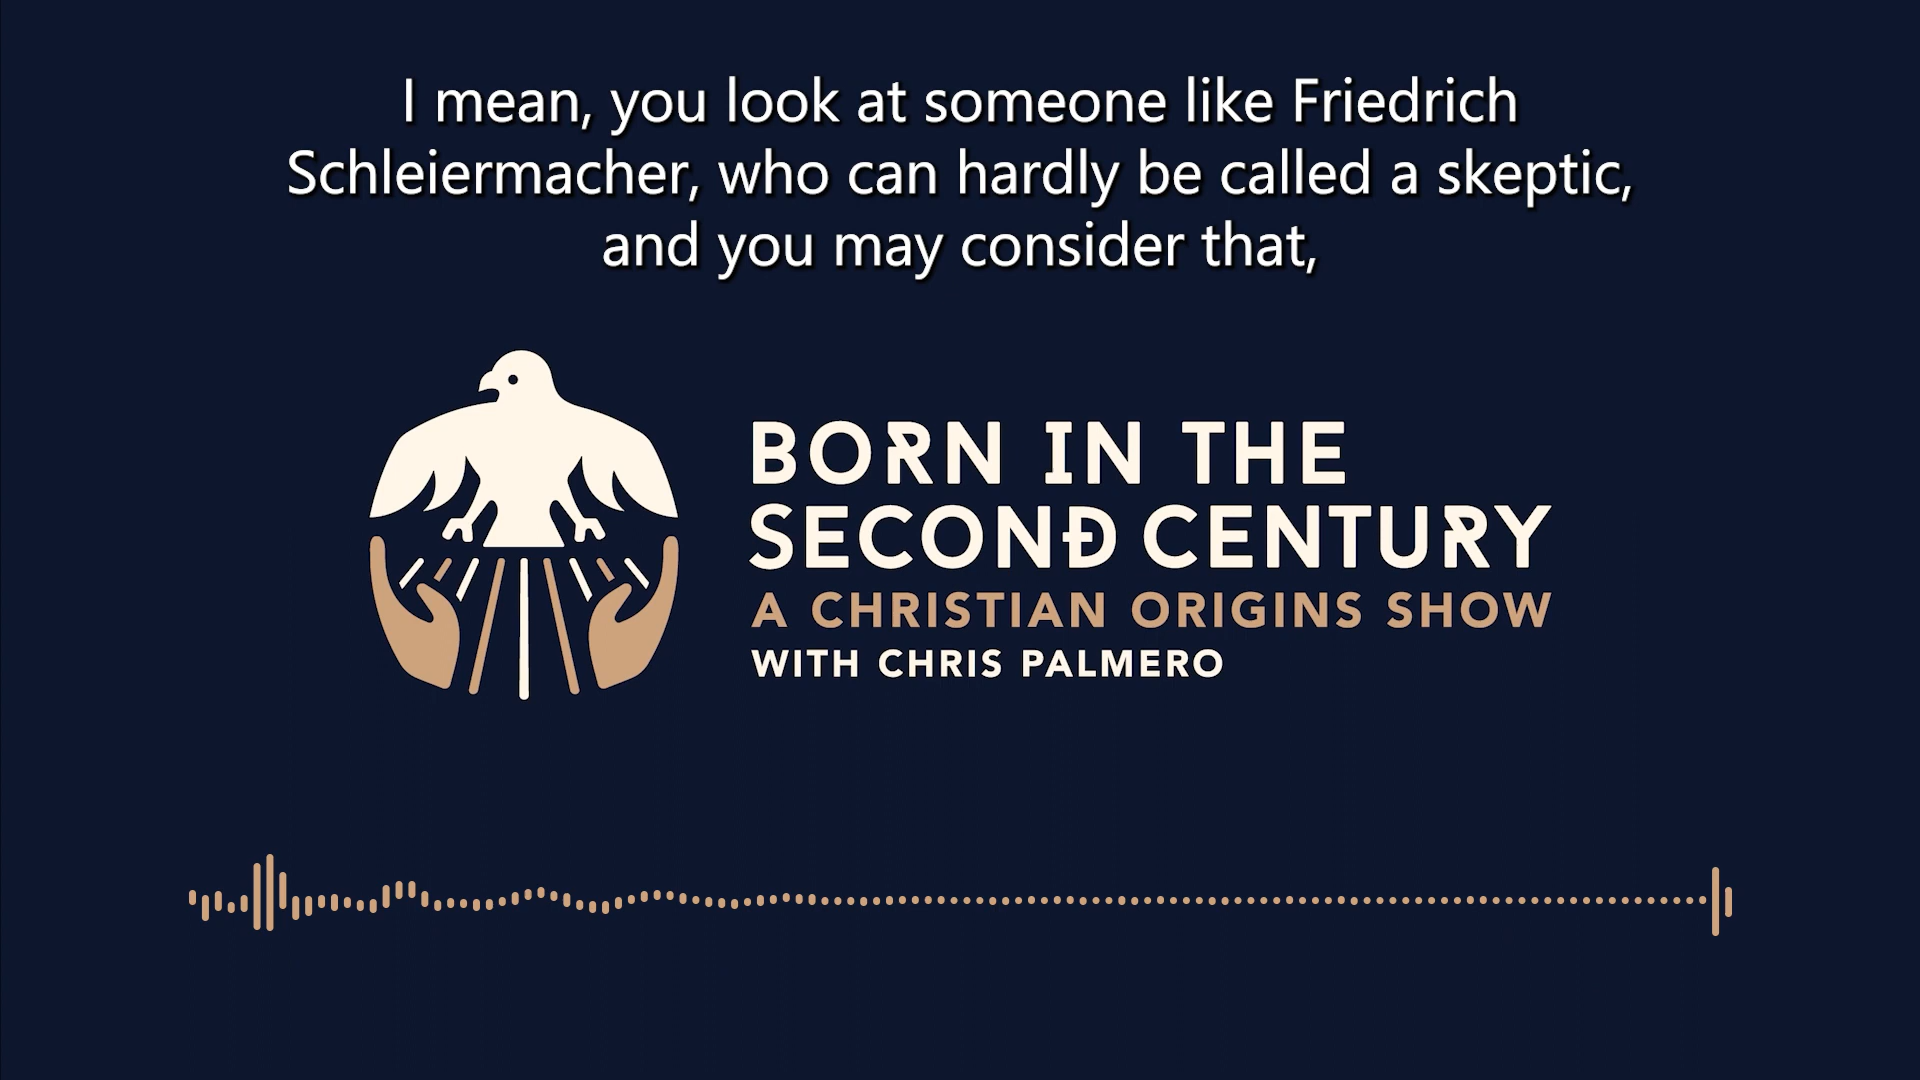 I mean, you look at someone like Friedrich
Schleiermacher, who can hardly be called a skeptic,
and you may consider that,
BORN IN THE
SECOND CENTURY
A CHRISTIAN ORIGINS SHOW
WITH CHRIS PALMERO